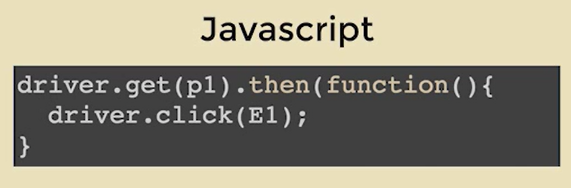 Javascript
driver.get(p1).then(function(){
  driver.click(E1);
}